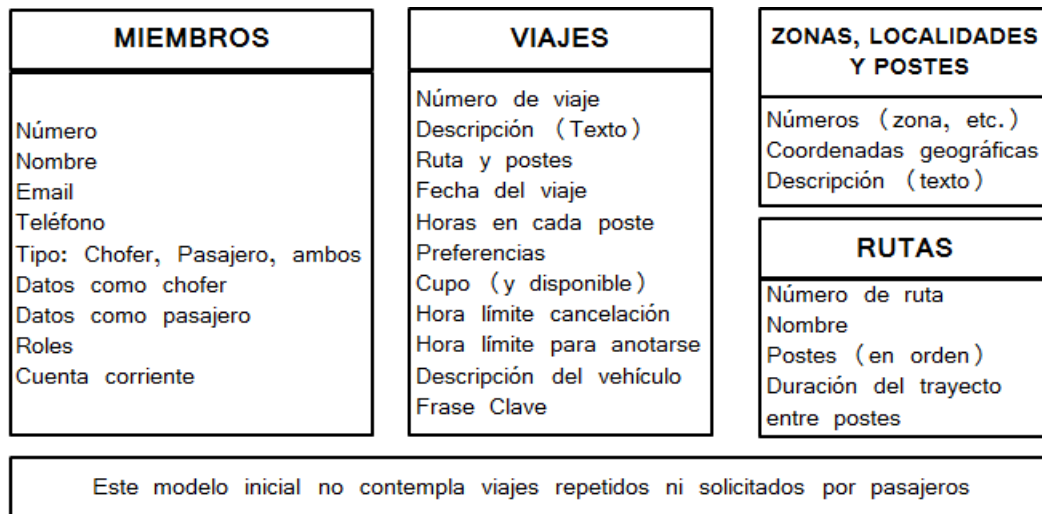 MIEMBROS
Número
Nombre
Email
Teléfono
Tipo: Chofer, Pasajero, ambos
Datos como chofer
Datos como pasajero
Roles
Cuenta corriente
VIAJES
Número de viaje
Descripción (Texto)
Ruta y postes
Fecha del viaje
Horas en cada poste
Preferencias
Cupo (y disponible)
Hora límite cancelación
Hora límite para anotarse
Descripción del vehículo
Frase Clave
ZONAS, LOCALIDADES
Y POSTES
Números (zona, etc.)
Coordenadas geográficas
Descripción (texto)
RUTAS
Número de ruta
Nombre
Postes (en orden)
Duración del trayecto
entre postes
Este modelo inicial no contempla viajes repetidos ni solicitados por pasajeros